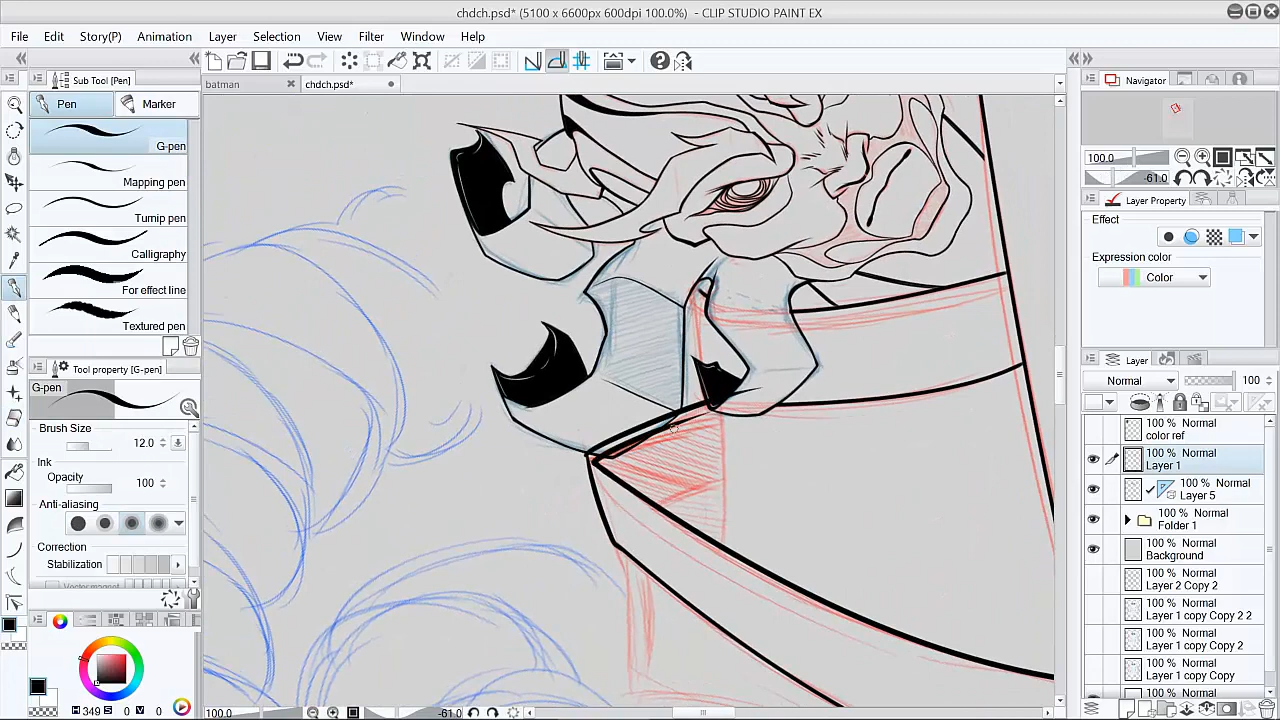 chdch.psd* (5100 x 6600px 600dpi 100.0%) - CLIP STUDIO PAINT EX
File Edit Story(P) Animation Layer Selection View Filter Window Help
Sub Tool [Pen]
batman
chdch.psd*
Navigator
Pen Marker
G-pen
Mapping pen
Turnip pen
Calligraphy
For effect line
Textured pen
100.0
-61.0
Layer Property
Effect
Expression color
Color
Tool property [G-pen]
G-pen
Brush Size 12.0
Ink
Opacity 100
Anti-aliasing
Correction
Stabilization
Vector magnet
Layer
Normal 100
100 % Normal
color ref
100 % Normal
Layer 1
100 % Normal
Layer 5
100 % Normal
Folder 1
100 % Normal
Background
100 % Normal
Layer 2 Copy 2
100 % Normal
Layer 1 copy Copy 2 2
100 % Normal
Layer 1 copy Copy 2
100 % Normal
Layer 1 copy Copy
100 % Normal
H 349 S 0 V 0
100.0
-61.0